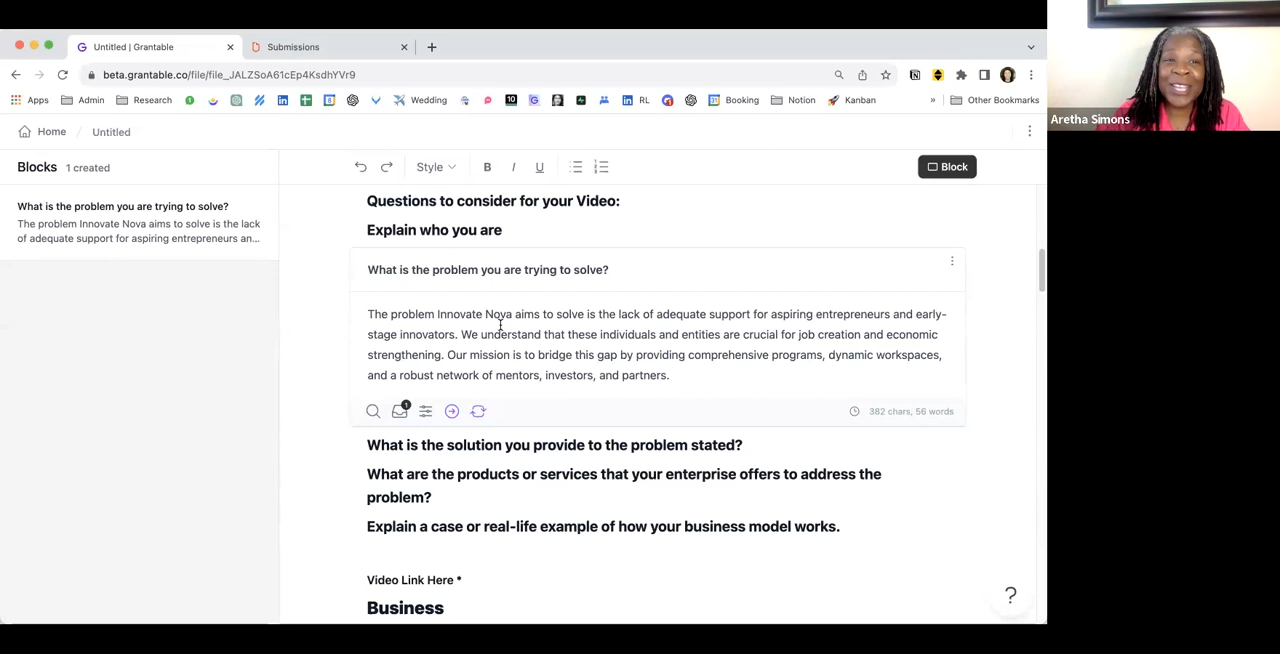 Untitled | Grantable
Submissions
beta.grantable.co/file/file_JALZSoA61cEp4KsdhYVr9
Apps
Admin
Research
8
Wedding
10
RL
Booking
Notion
Kanban
»
Other Bookmarks
Aretha Simons
Home / Untitled
Blocks 1 created
Style
B I U
Block
What is the problem you are trying to solve?
The problem Innovate Nova aims to solve is the lack
of adequate support for aspiring entrepreneurs an...
Questions to consider for your Video:
Explain who you are
What is the problem you are trying to solve?
The problem Innovate Nova aims to solve is the lack of adequate support for aspiring entrepreneurs and early-
stage innovators. We understand that these individuals and entities are crucial for job creation and economic
strengthening. Our mission is to bridge this gap by providing comprehensive programs, dynamic workspaces,
and a robust network of mentors, investors, and partners.
1
382 chars, 56 words
What is the solution you provide to the problem stated?
What are the products or services that your enterprise offers to address the
problem?
Explain a case or real-life example of how your business model works.
Video Link Here *
Business
?